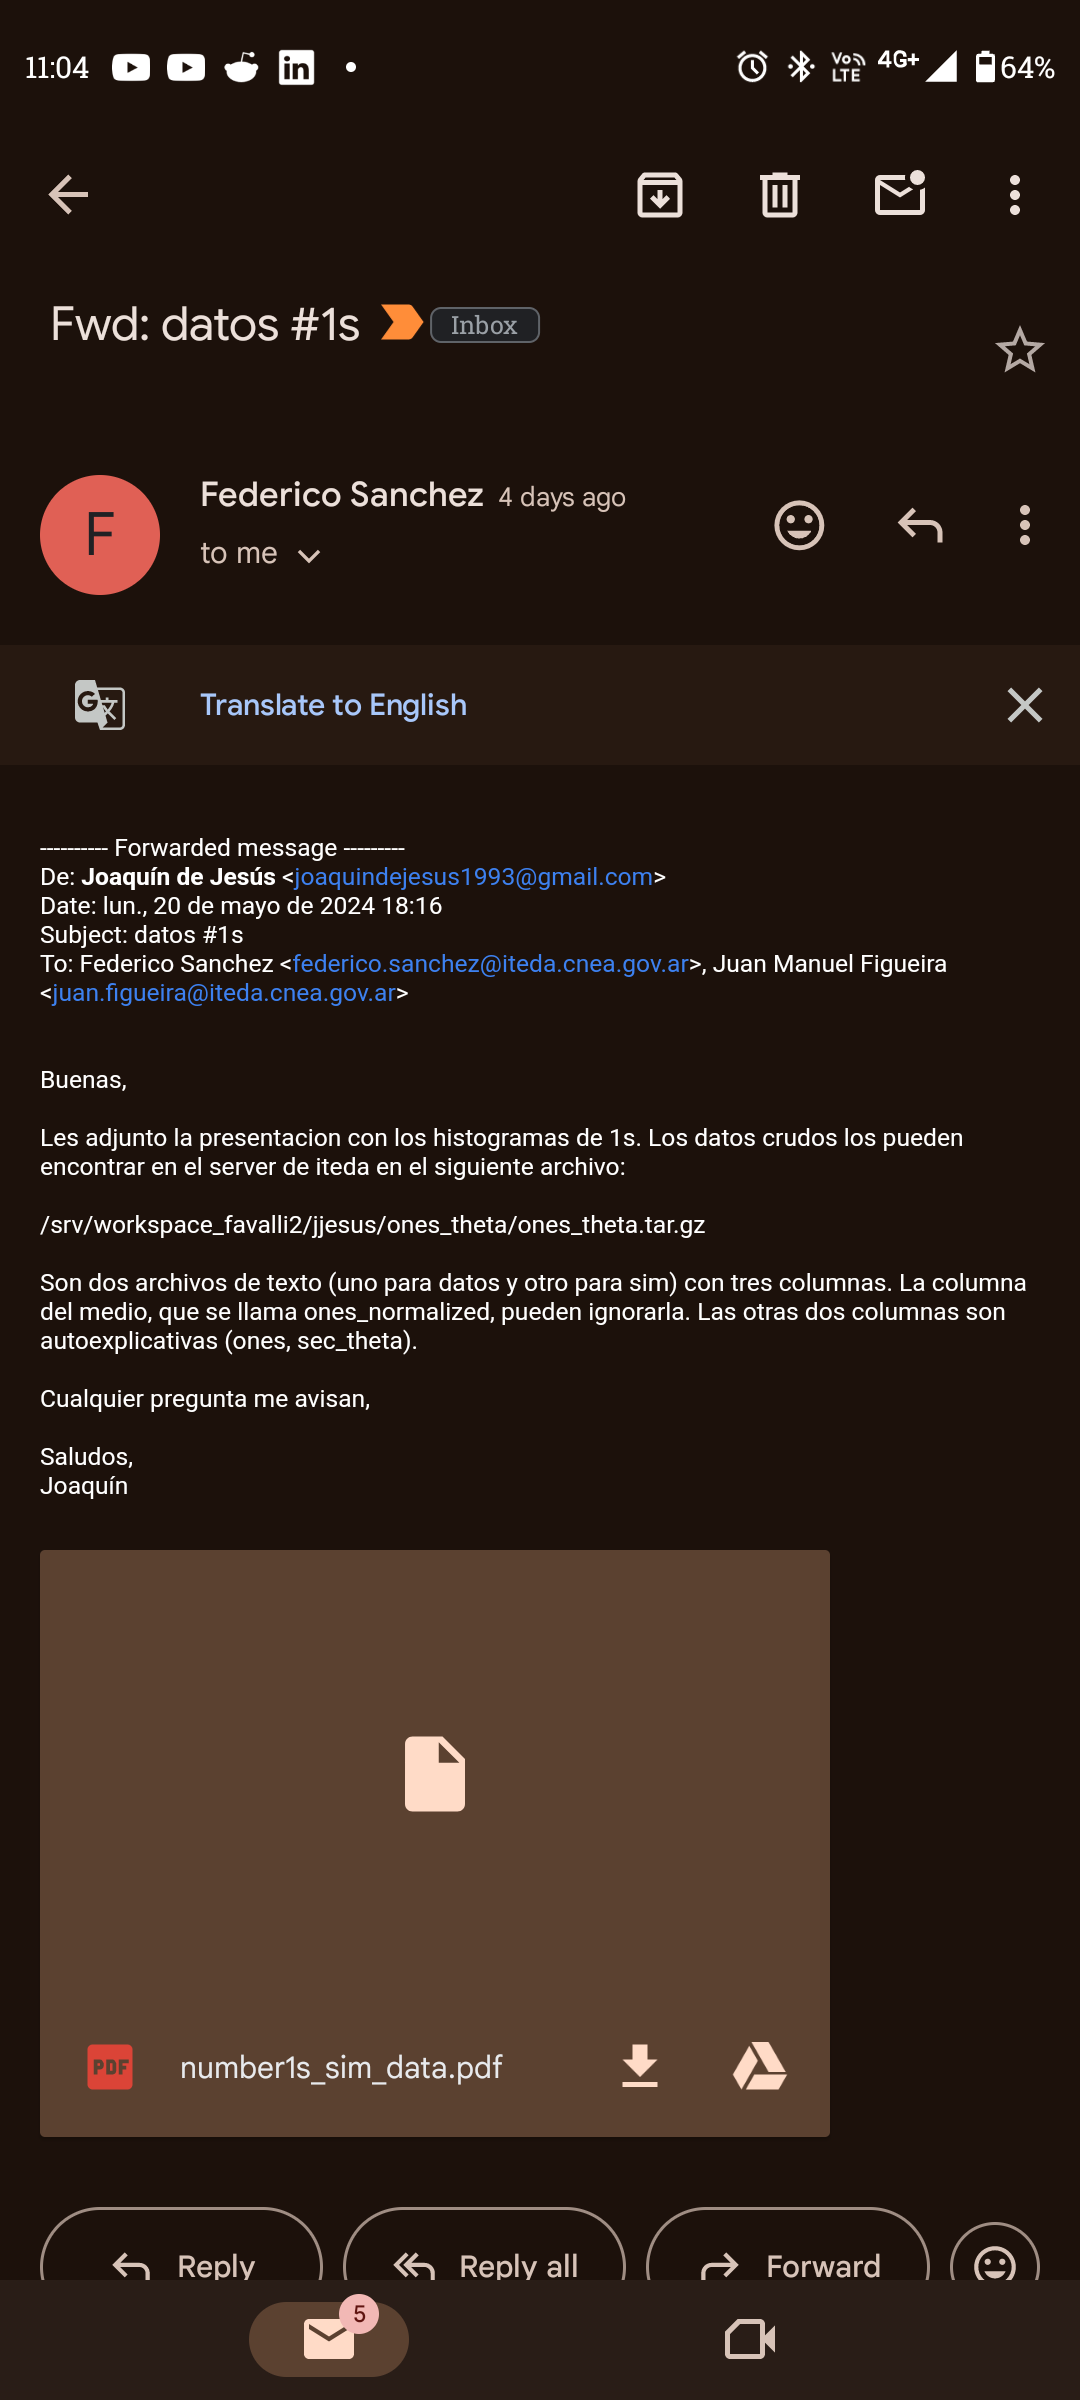 11:04
Vo
LTE
4G+
64%
Fwd: datos #1s
Inbox
F
Federico Sanchez 4 days ago
to me
G
Translate to English
---------- Forwarded message ---------
De: Joaquín de Jesús <joaquindejesus1993@gmail.com>
Date: lun., 20 de mayo de 2024 18:16
Subject: datos #1s
To: Federico Sanchez <federico.sanchez@iteda.cnea.gov.ar>, Juan Manuel Figueira
<juan.figueira@iteda.cnea.gov.ar>
Buenas,
Les adjunto la presentacion con los histogramas de 1s. Los datos crudos los pueden
encontrar en el server de iteda en el siguiente archivo:
/srv/workspace_favalli2/jjesus/ones_theta/ones_theta.tar.gz
Son dos archivos de texto (uno para datos y otro para sim) con tres columnas. La columna
del medio, que se llama ones_normalized, pueden ignorarla. Las otras dos columnas son
autoexplicativas (ones, sec_theta).
Cualquier pregunta me avisan,
Saludos,
Joaquín
PDF
number1s_sim_data.pdf
Reply
Reply all
Forward
5